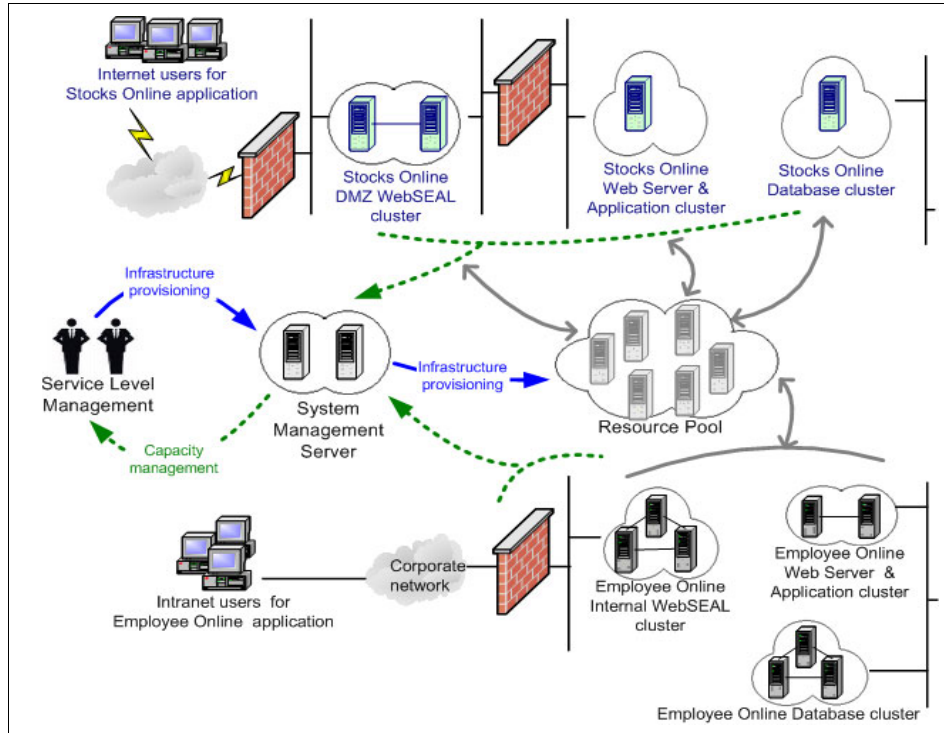 Internet users for
Stocks Online application
Stocks Online
DMZ WebSEAL
cluster
Stocks Online
Web Server &
Application cluster
Stocks Online
Database cluster
Infrastructure
provisioning
Service Level
Management
System
Management
Server
Infrastructure
provisioning
Resource Pool
Capacity
management
Intranet users for
Employee Online application
Corporate
network
Employee Online
Internal WebSEAL
cluster
Employee Online
Web Server &
Application cluster
Employee Online Database cluster